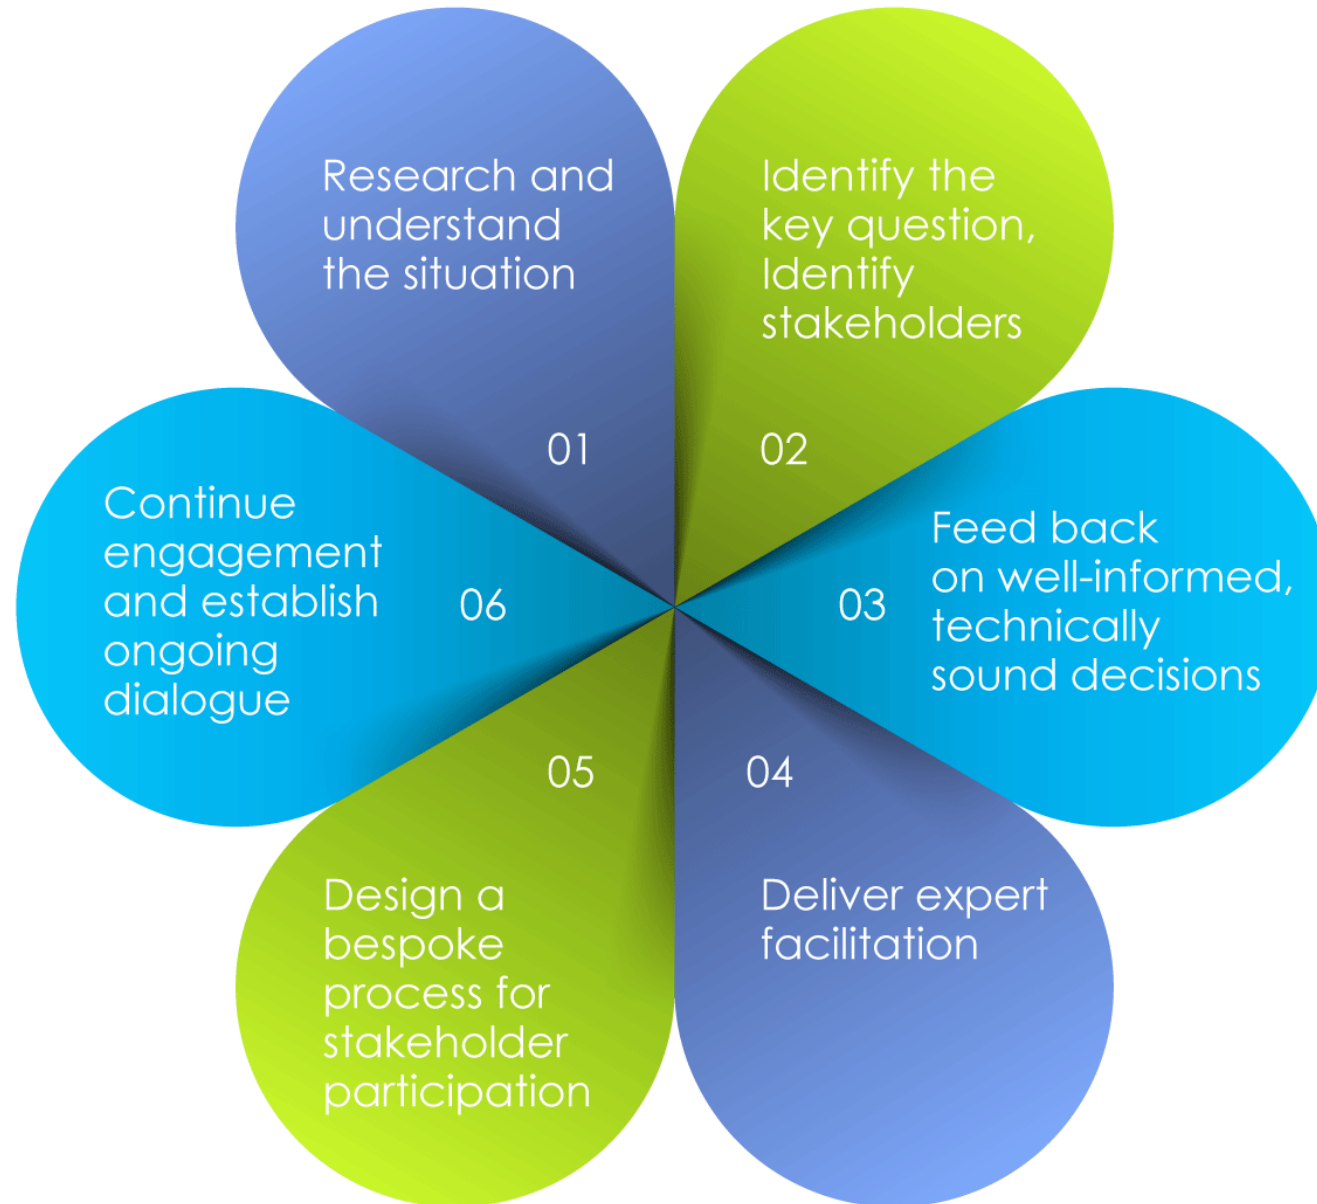 Research and
understand
the situation
01
Identify the
key question,
Identify
stakeholders
02
Feed back
on well-informed,
technically
sound decisions
03
Deliver expert
facilitation
04
Design a
bespoke
process for
stakeholder
participation
05
Continue
engagement
and establish
ongoing
dialogue
06